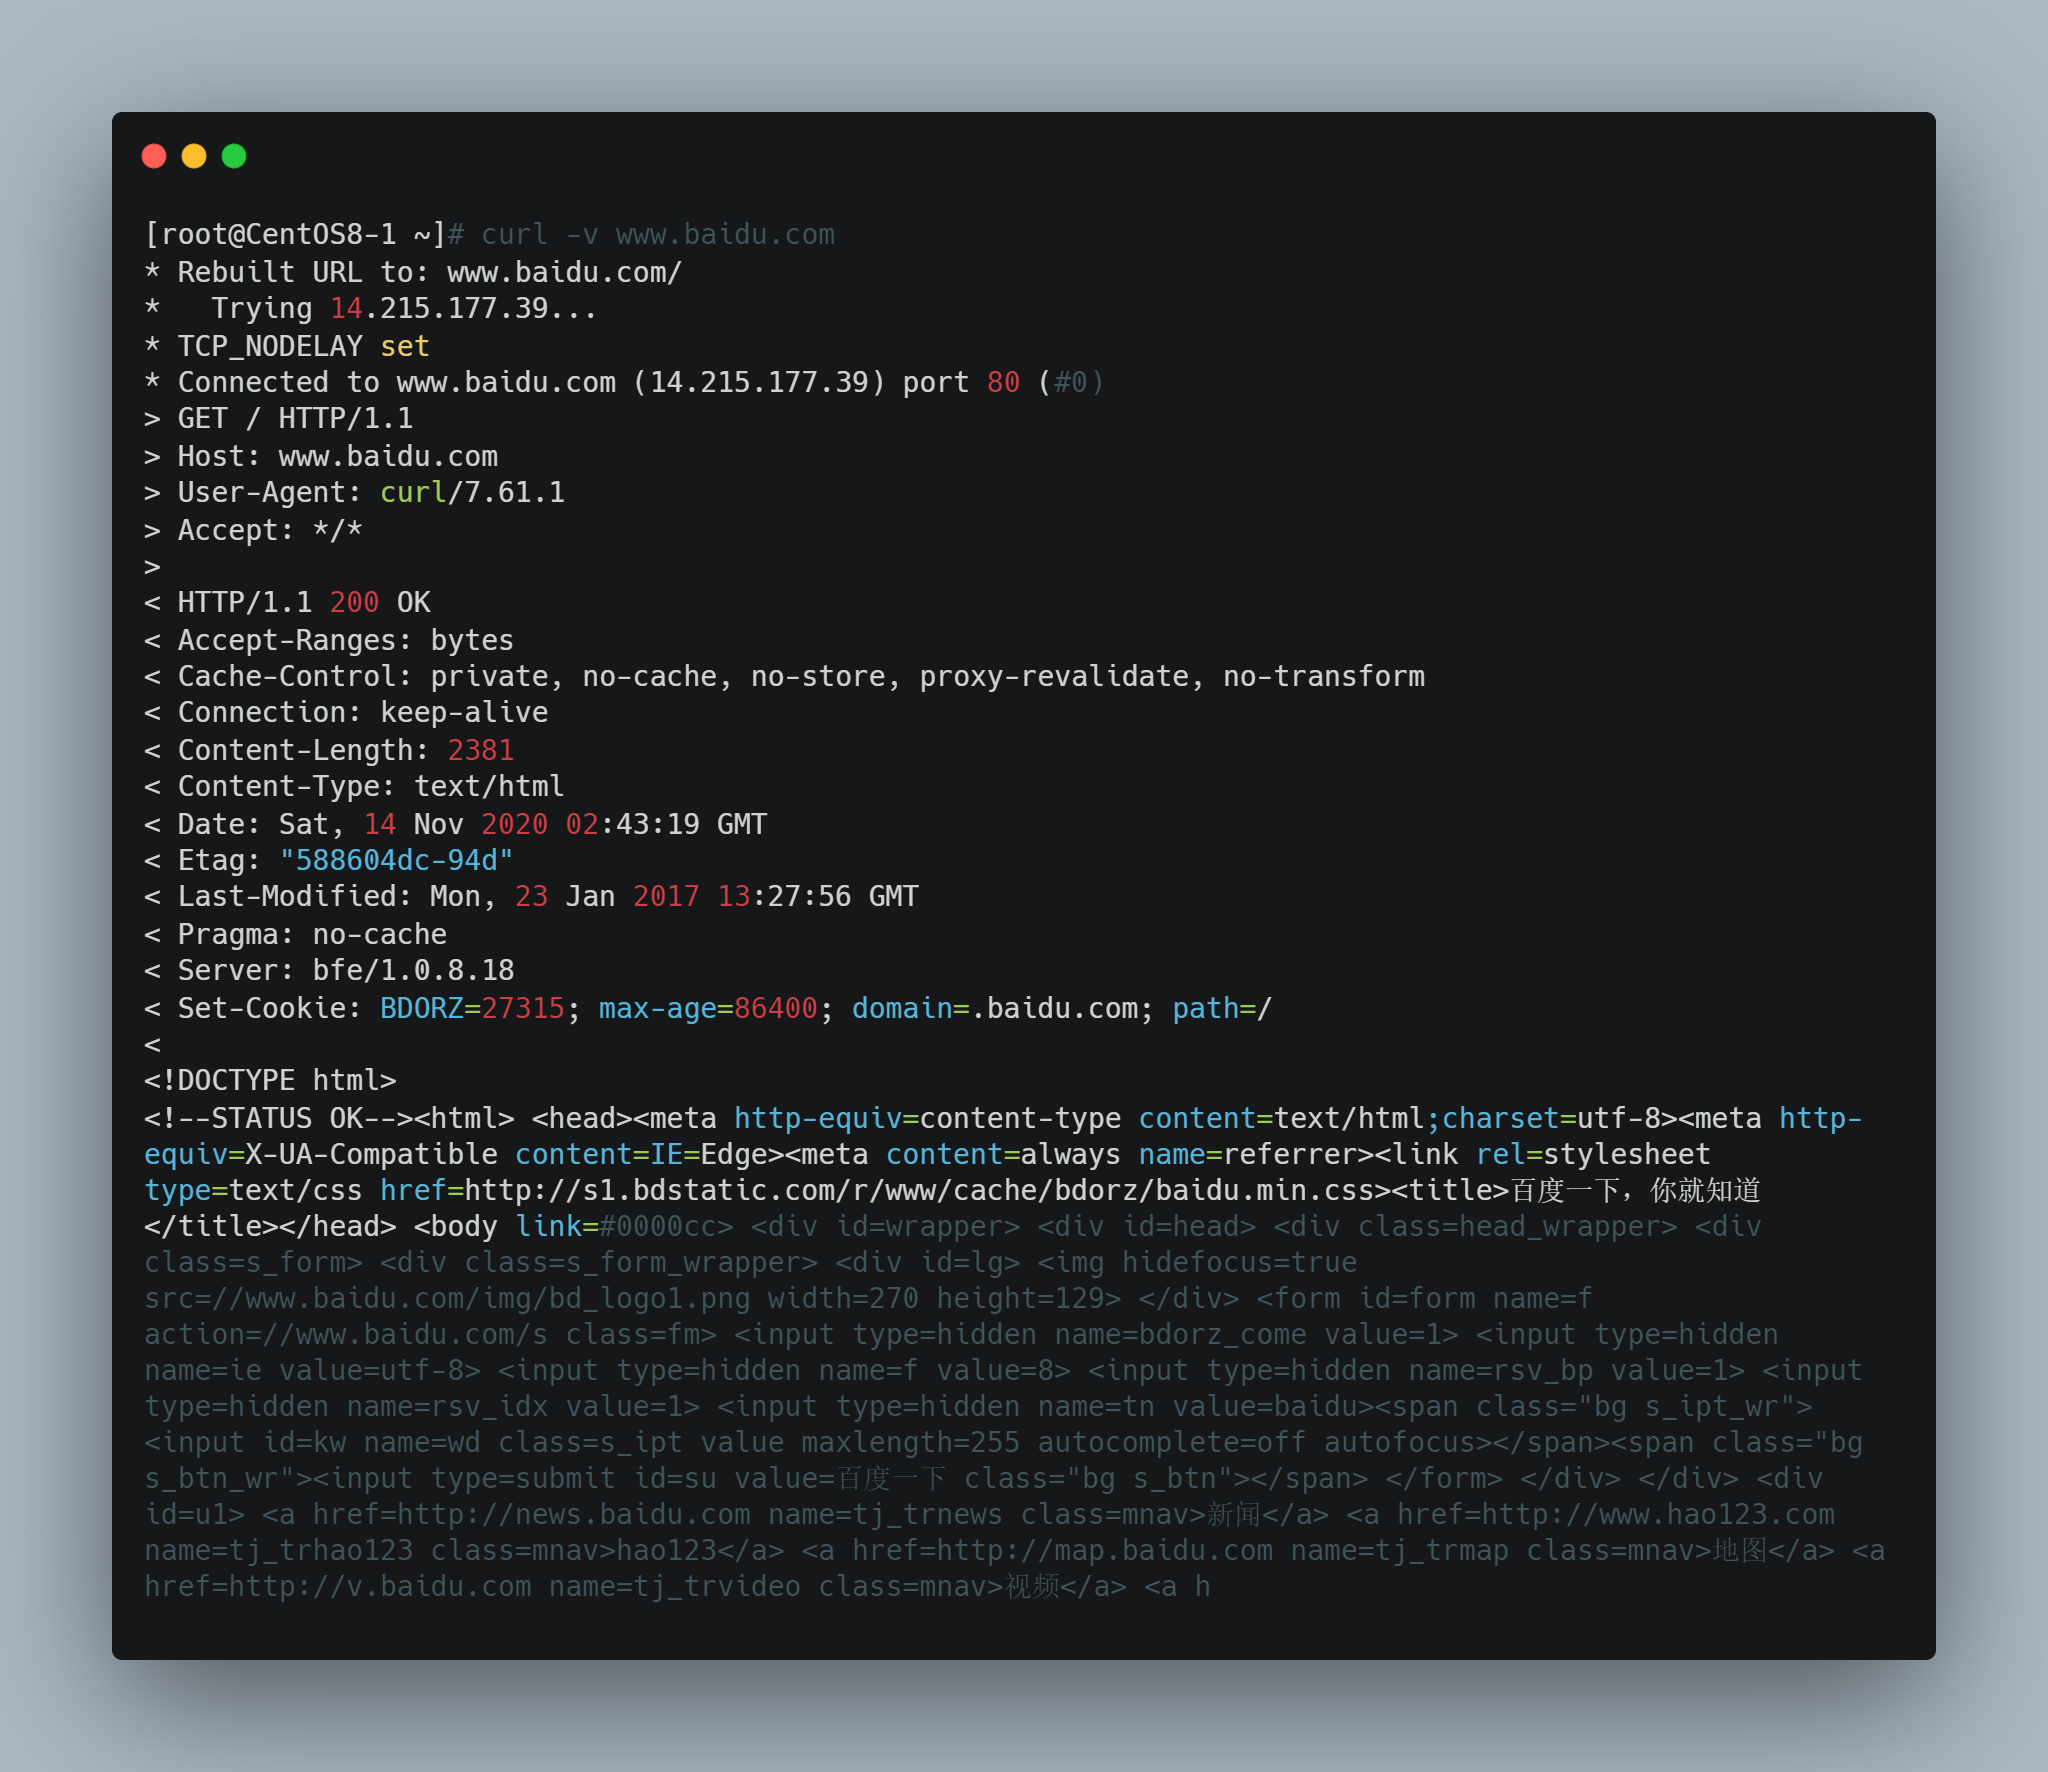 [root@CentOS8-1 ~]# curl -v www.baidu.com
* Rebuilt URL to: www.baidu.com/
*   Trying 14.215.177.39...
* TCP_NODELAY set
* Connected to www.baidu.com (14.215.177.39) port 80 (#0)
> GET / HTTP/1.1
> Host: www.baidu.com
> User-Agent: curl/7.61.1
> Accept: */*
>
< HTTP/1.1 200 OK
< Accept-Ranges: bytes
< Cache-Control: private, no-cache, no-store, proxy-revalidate, no-transform
< Connection: keep-alive
< Content-Length: 2381
< Content-Type: text/html
< Date: Sat, 14 Nov 2020 02:43:19 GMT
< Etag: "588604dc-94d"
< Last-Modified: Mon, 23 Jan 2017 13:27:56 GMT
< Pragma: no-cache
< Server: bfe/1.0.8.18
< Set-Cookie: BDORZ=27315; max-age=86400; domain=.baidu.com; path=/
<
<!DOCTYPE html>
<!--STATUS OK--><html> <head><meta http-equiv=content-type content=text/html;charset=utf-8><meta http-
equiv=X-UA-Compatible content=IE=Edge><meta content=always name=referrer><link rel=stylesheet
type=text/css href=http://s1.bdstatic.com/r/www/cache/bdorz/baidu.min.css><title>百度一下，你就知道
</title></head> <body link=#0000cc> <div id=wrapper> <div id=head> <div class=head_wrapper> <div
class=s_form> <div class=s_form_wrapper> <div id=lg> <img hidefocus=true
src=//www.baidu.com/img/bd_logo1.png width=270 height=129> </div> <form id=form name=f
action=//www.baidu.com/s class=fm> <input type=hidden name=bdorz_come value=1> <input type=hidden
name=ie value=utf-8> <input type=hidden name=f value=8> <input type=hidden name=rsv_bp value=1> <input
type=hidden name=rsv_idx value=1> <input type=hidden name=tn value=baidu><span class="bg s_ipt_wr">
<input id=kw name=wd class=s_ipt value maxlength=255 autocomplete=off autofocus></span><span class="bg
s_btn_wr"><input type=submit id=su value=百度一下 class="bg s_btn"></span> </form> </div> </div> <div
id=u1> <a href=http://news.baidu.com name=tj_trnews class=mnav>新闻</a> <a href=http://www.hao123.com
name=tj_trhao123 class=mnav>hao123</a> <a href=http://map.baidu.com name=tj_trmap class=mnav>地图</a> <a
href=http://v.baidu.com name=tj_trvideo class=mnav>视频</a> <a h